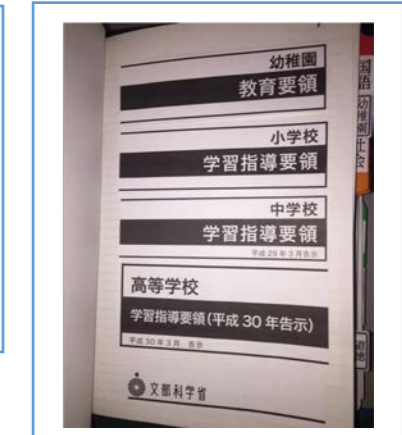 幼稚園
教育要領
小学校
学習指導要領
中学校
学習指導要領
平成29年3月告示
高等学校
学習指導要領(平成30年告示)
平成30年3月 告示
文部科学省
国語
幼稚園
社会